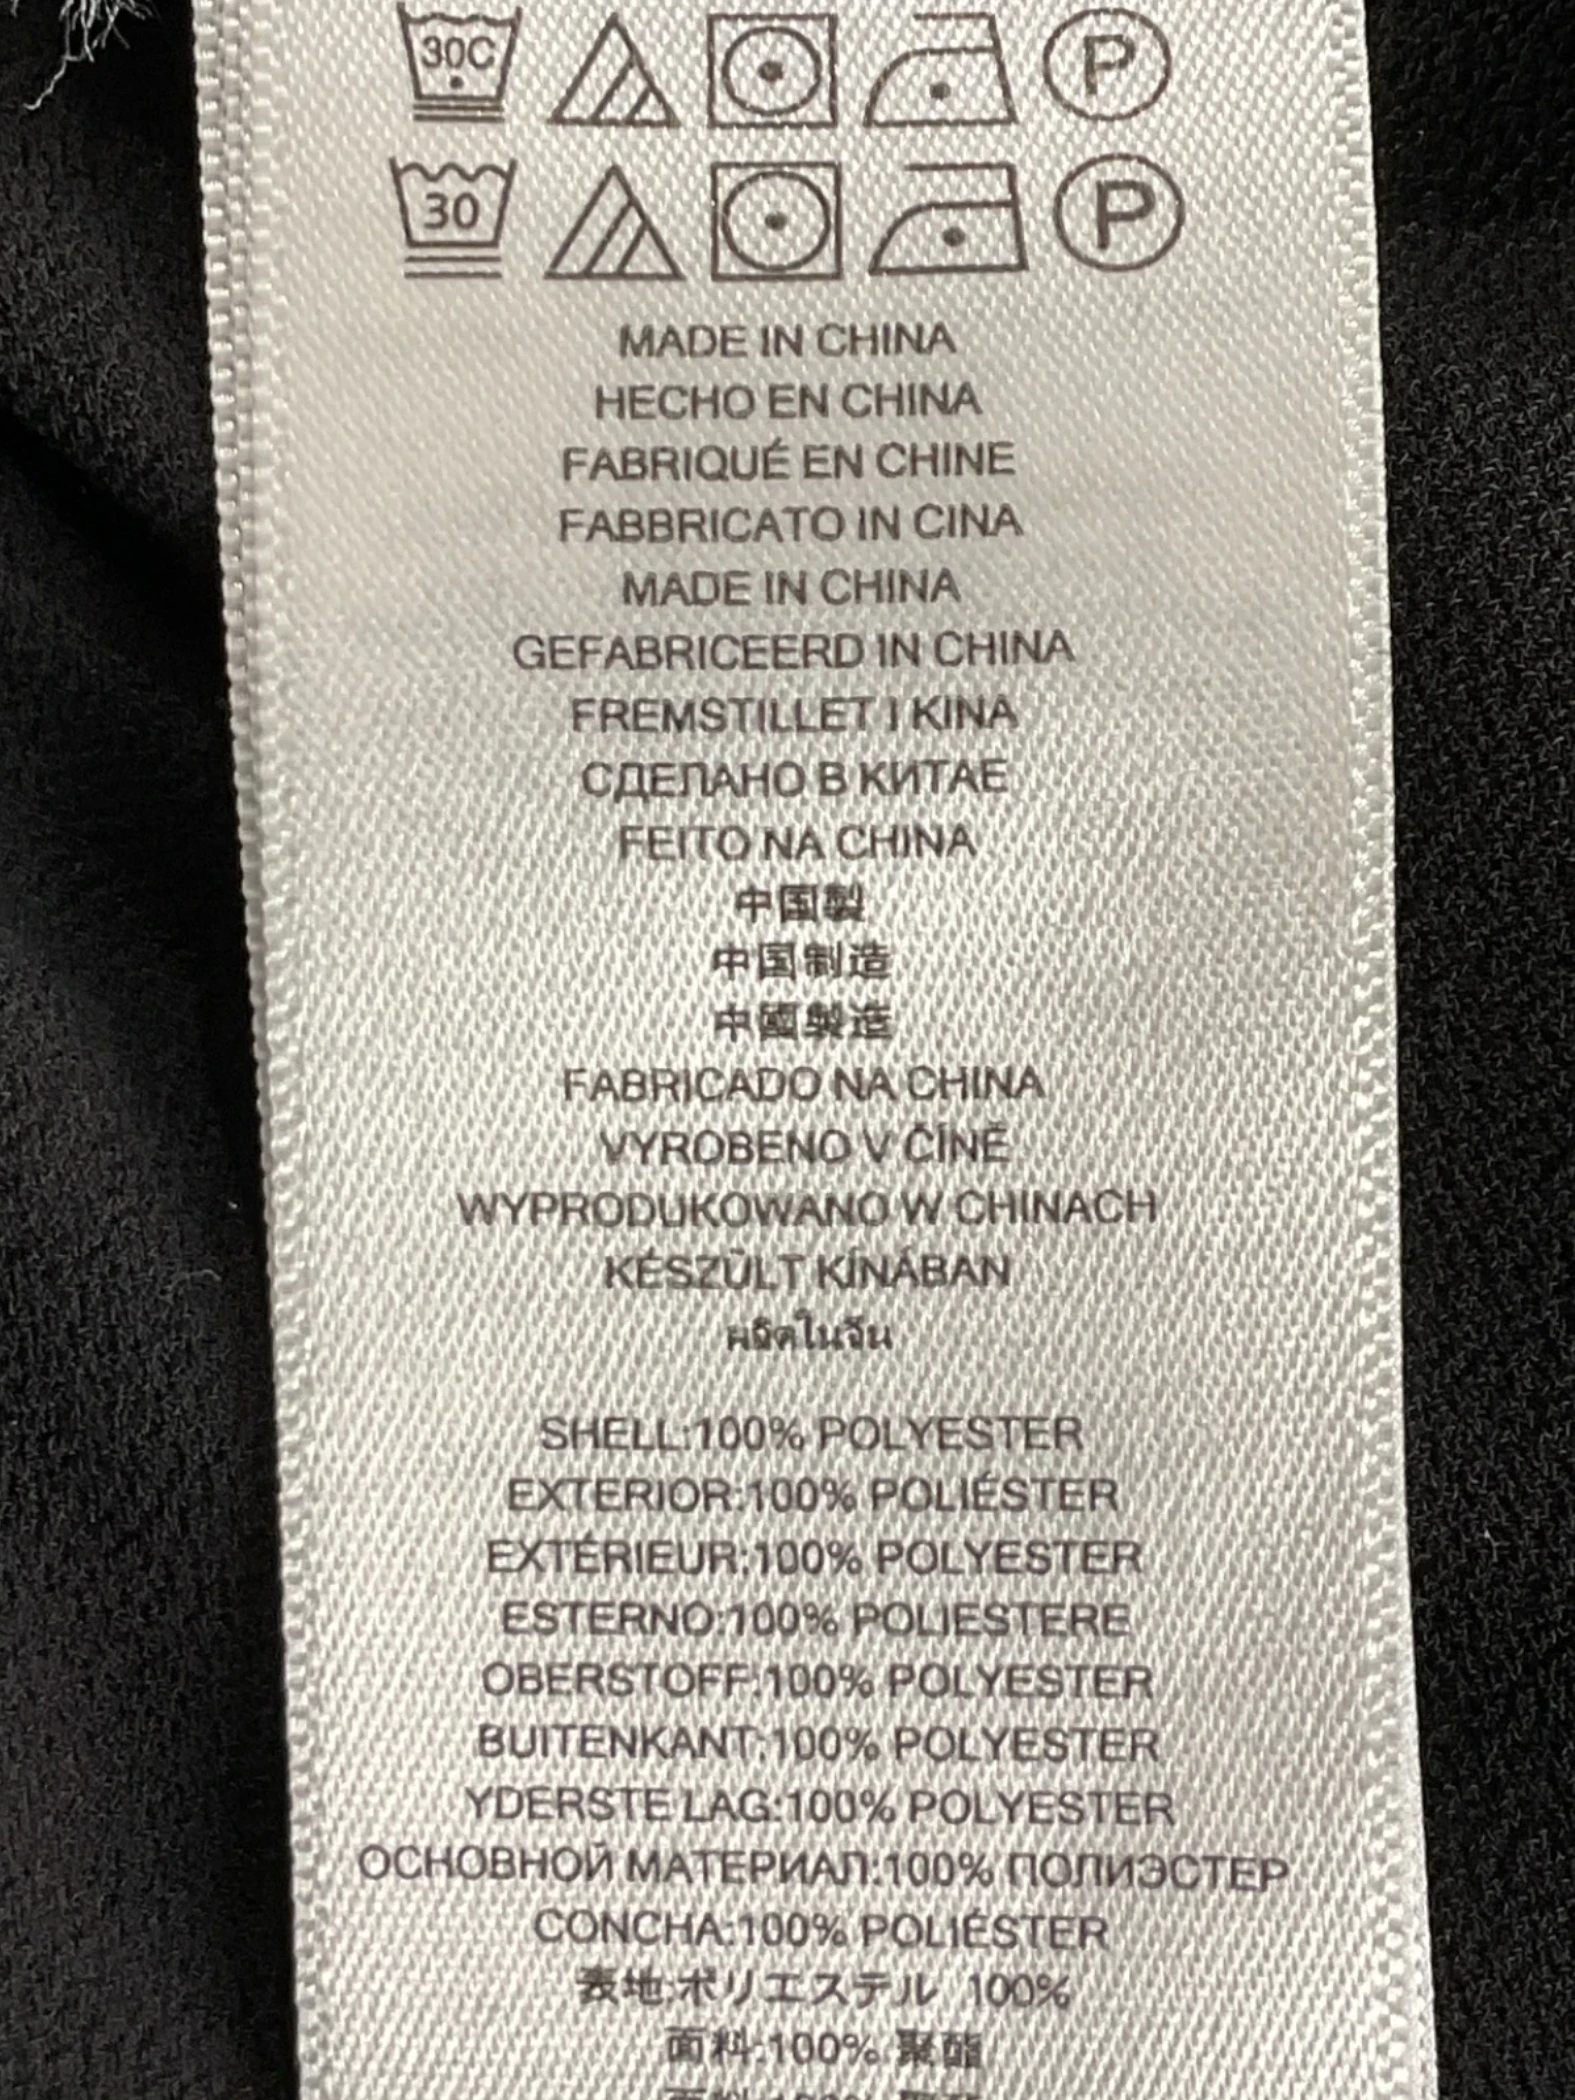 30C P
30 P
MADE IN CHINA
HECHO EN CHINA
FABRIQUÉ EN CHINE
FABBRICATO IN CINA
MADE IN CHINA
GEFABRICEERD IN CHINA
FREMSTILLET I KINA
СДЕЛАНО В КИТАЕ
FEITO NA CHINA
中国製
中国制造
中國製造
FABRICADO NA CHINA
VYROBENO V ČÍNĚ
WYPRODUKOWANO W CHINACH
KÉSZÜLT KÍNÁBAN
ผลิตในจีน
SHELL:100% POLYESTER
EXTERIOR:100% POLIÉSTER
EXTÉRIEUR:100% POLYESTER
ESTERNO:100% POLIESTERE
OBERSTOFF:100% POLYESTER
BUITENKANT:100% POLYESTER
YDERSTE LAG:100% POLYESTER
ОСНОВНОЙ МАТЕРИАЛ:100% ПОЛИЭСТЕР
CONCHA:100% POLIÉSTER
表地:ポリエステル 100%
面料:100% 聚酯